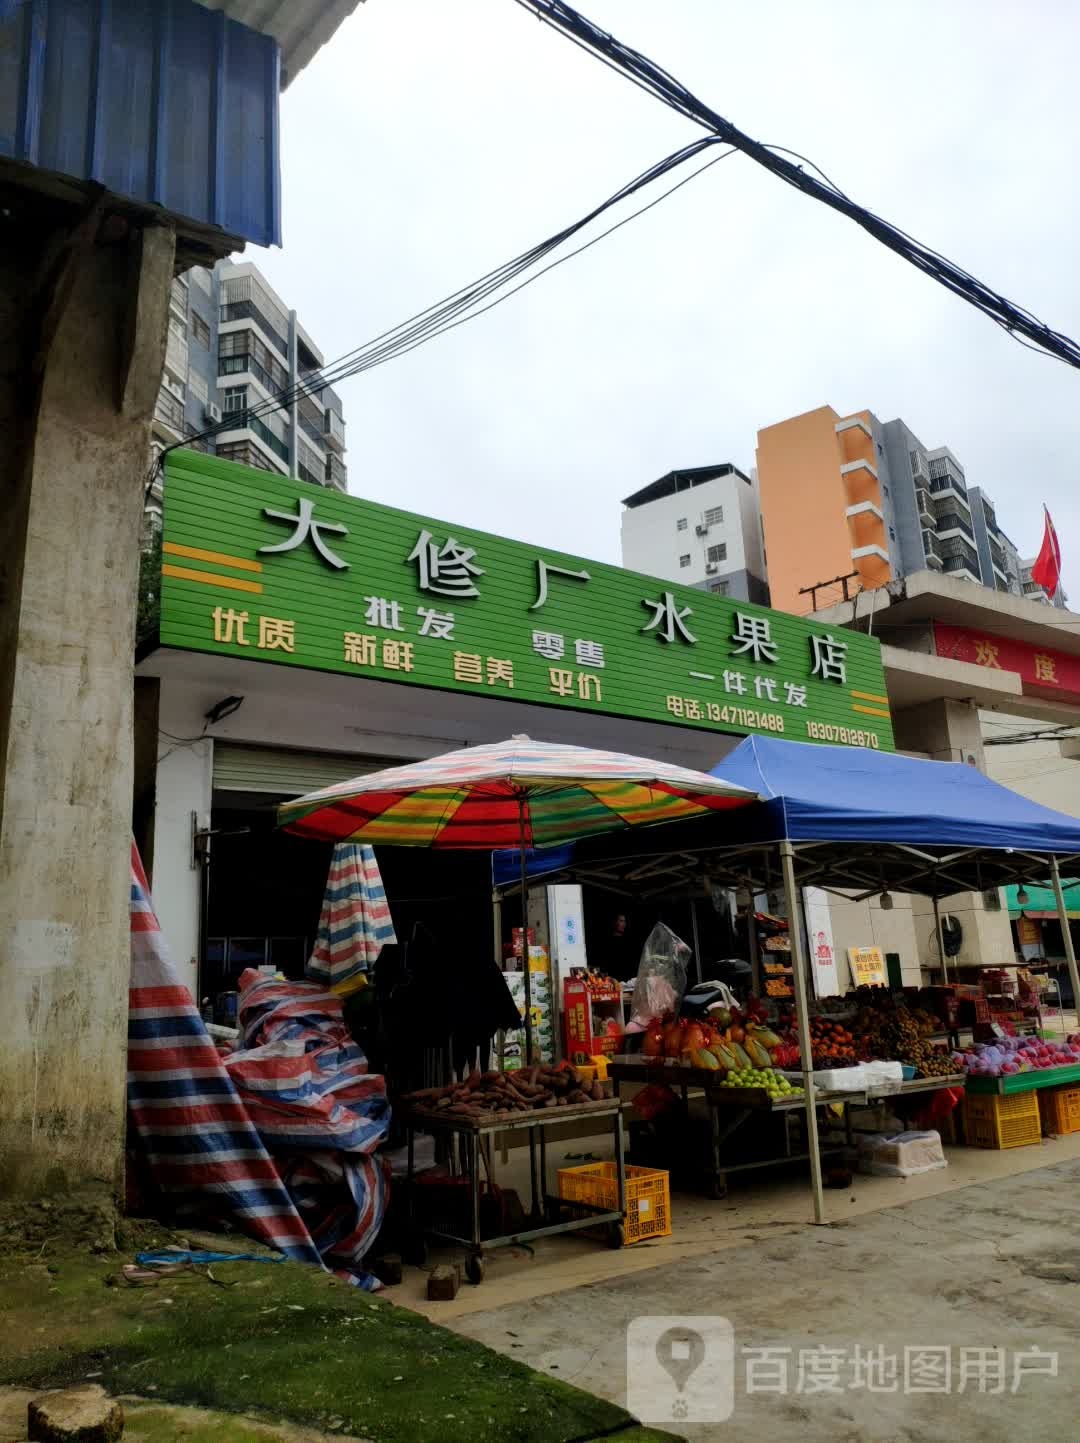 大修厂水果店
批发 零售 一件代发
优质 新鲜 营养 平价
电话:13471121488 18307812870
欢度
百度地图用户